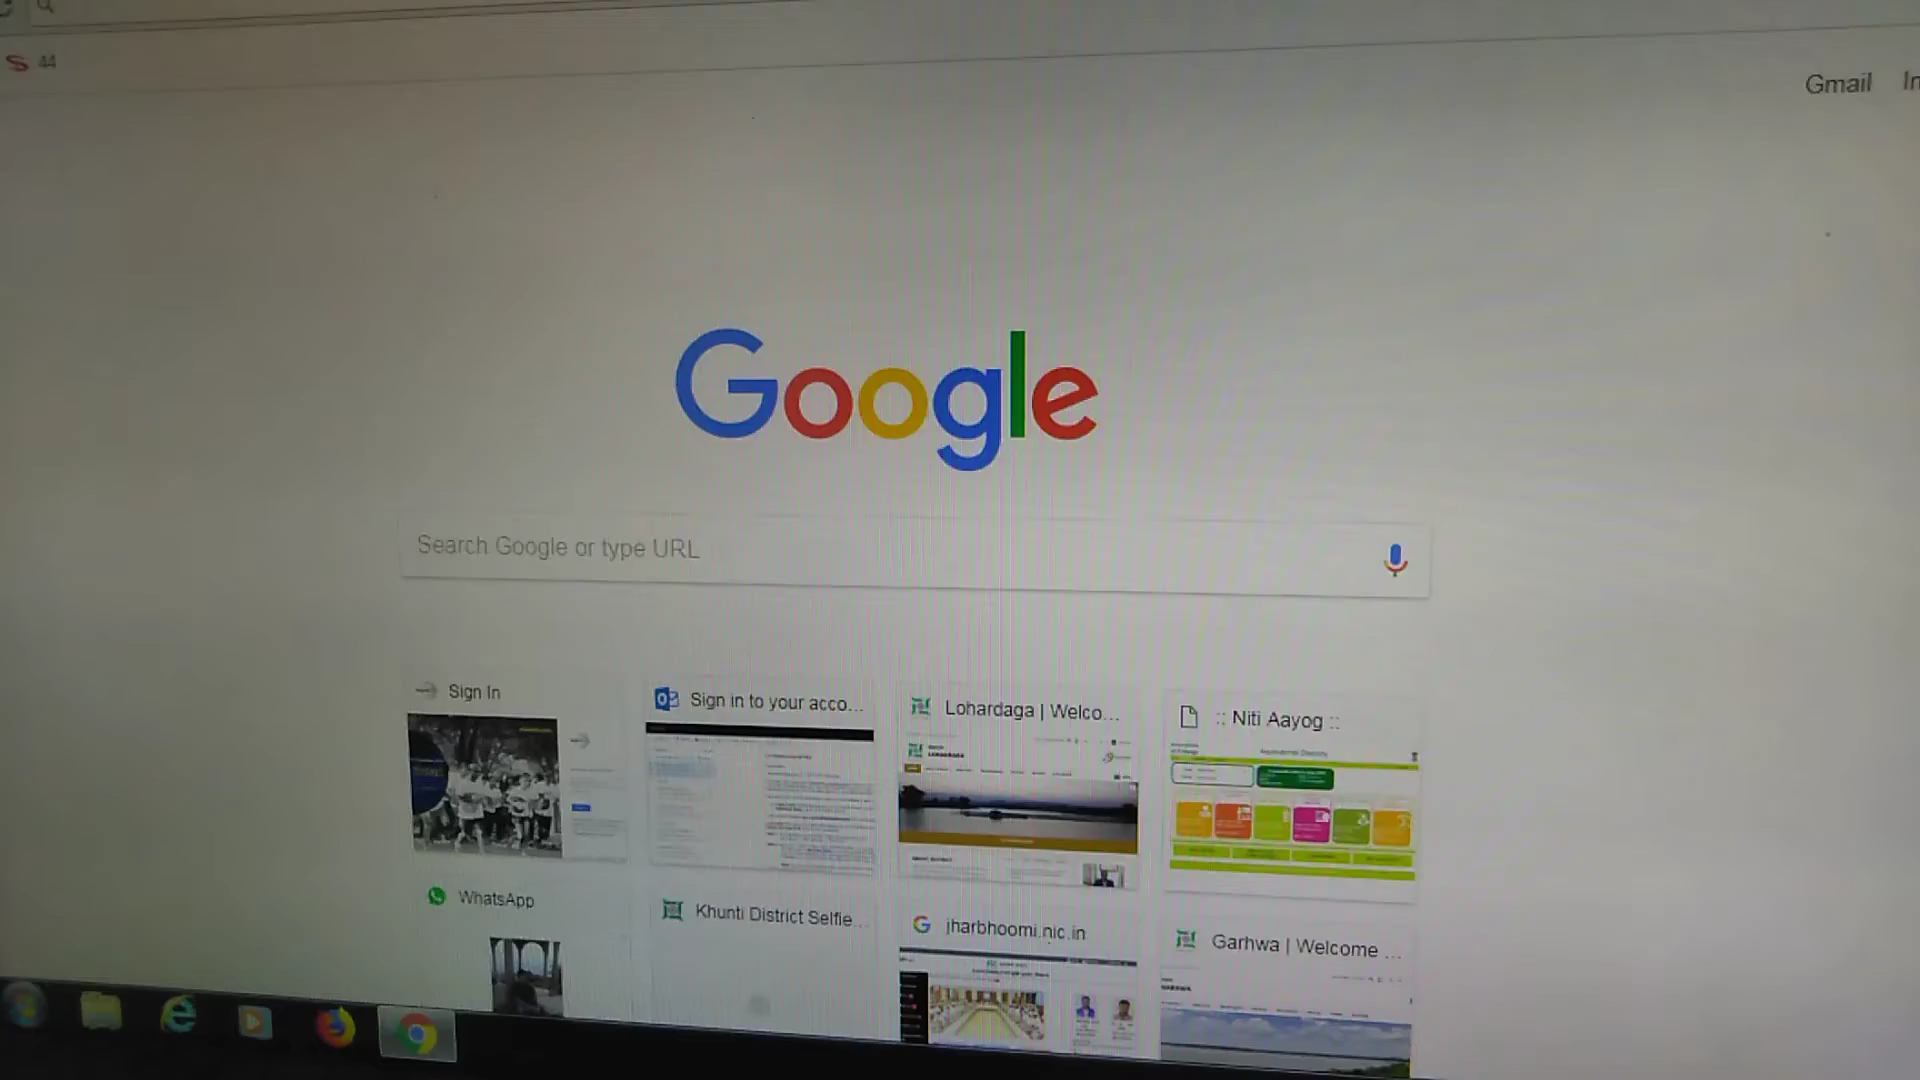 44
Gmail
Google
Search Google or type URL
Sign In
Sign in to your acco...
Lohardaga | Welco...
:: Niti Aayog ::
WhatsApp
Khunti District Selfie...
jharbhoomi.nic.in
Garhwa | Welcome ...